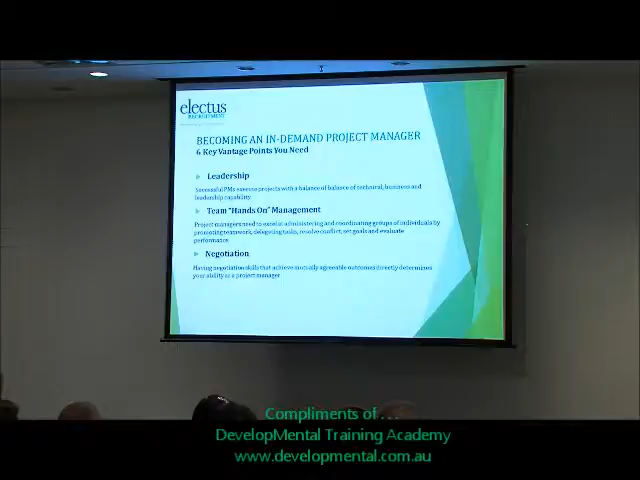 electus
RECRUITMENT
BECOMING AN IN-DEMAND PROJECT MANAGER
6 Key Vantage Points You Need
Leadership
Successful PMs execute projects with a balance of balance of technical, business and
leadership capability.
Team "Hands On" Management
Project managers need to excel at administering and coordinating groups of individuals by
promoting teamwork, delegating tasks, resolve conflict, set goals and evaluate
performance.
Negotiation
Having negotiation skills that achieve mutually agreeable outcomes directly determines
your ability as a project manager
Compliments of ...
DevelopMental Training Academy
www.developmental.com.au